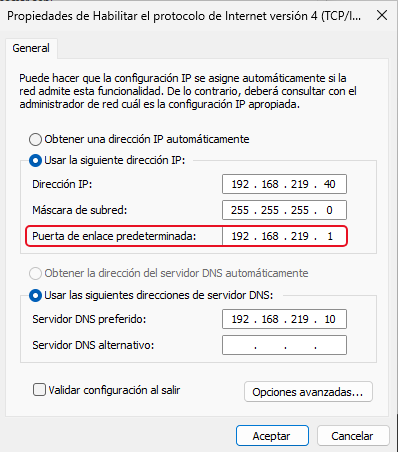 Propiedades de Habilitar el protocolo de Internet versión 4 (TCP/I...
General
Puede hacer que la configuración IP se asigne automáticamente si la
red admite esta funcionalidad. De lo contrario, deberá consultar con el
administrador de red cuál es la configuración IP apropiada.
Obtener una dirección IP automáticamente
Usar la siguiente dirección IP:
Dirección IP: 192 . 168 . 219 . 40
Máscara de subred: 255 . 255 . 255 . 0
Puerta de enlace predeterminada: 192 . 168 . 219 . 1
Obtener la dirección del servidor DNS automáticamente
Usar las siguientes direcciones de servidor DNS:
Servidor DNS preferido: 192 . 168 . 219 . 10
Servidor DNS alternativo: . . .
Validar configuración al salir
Opciones avanzadas...
Aceptar Cancelar